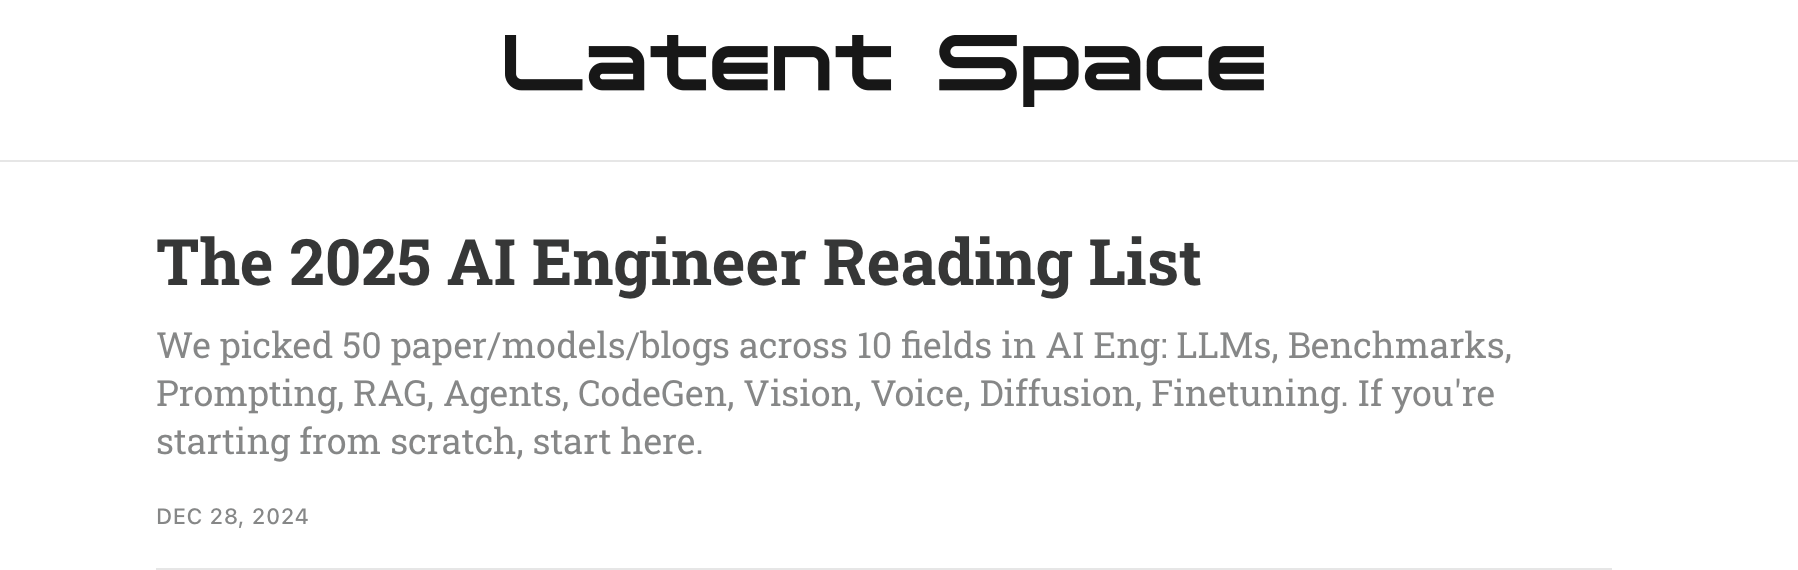 Latent Space
The 2025 AI Engineer Reading List
We picked 50 paper/models/blogs across 10 fields in AI Eng: LLMs, Benchmarks,
Prompting, RAG, Agents, CodeGen, Vision, Voice, Diffusion, Finetuning. If you're
starting from scratch, start here.
DEC 28, 2024